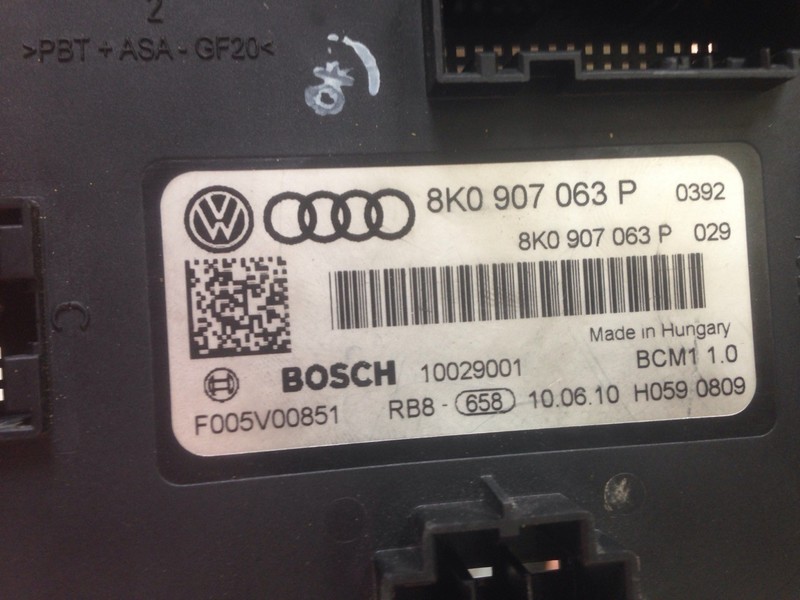 2
>PBT + ASA - GF20<
OK
C
8K0 907 063 P 0392
8K0 907 063 P 029
Made in Hungary
BOSCH 10029001 BCM1 1.0
F005V00851 RB8 - 658 10.06.10 H059 0809